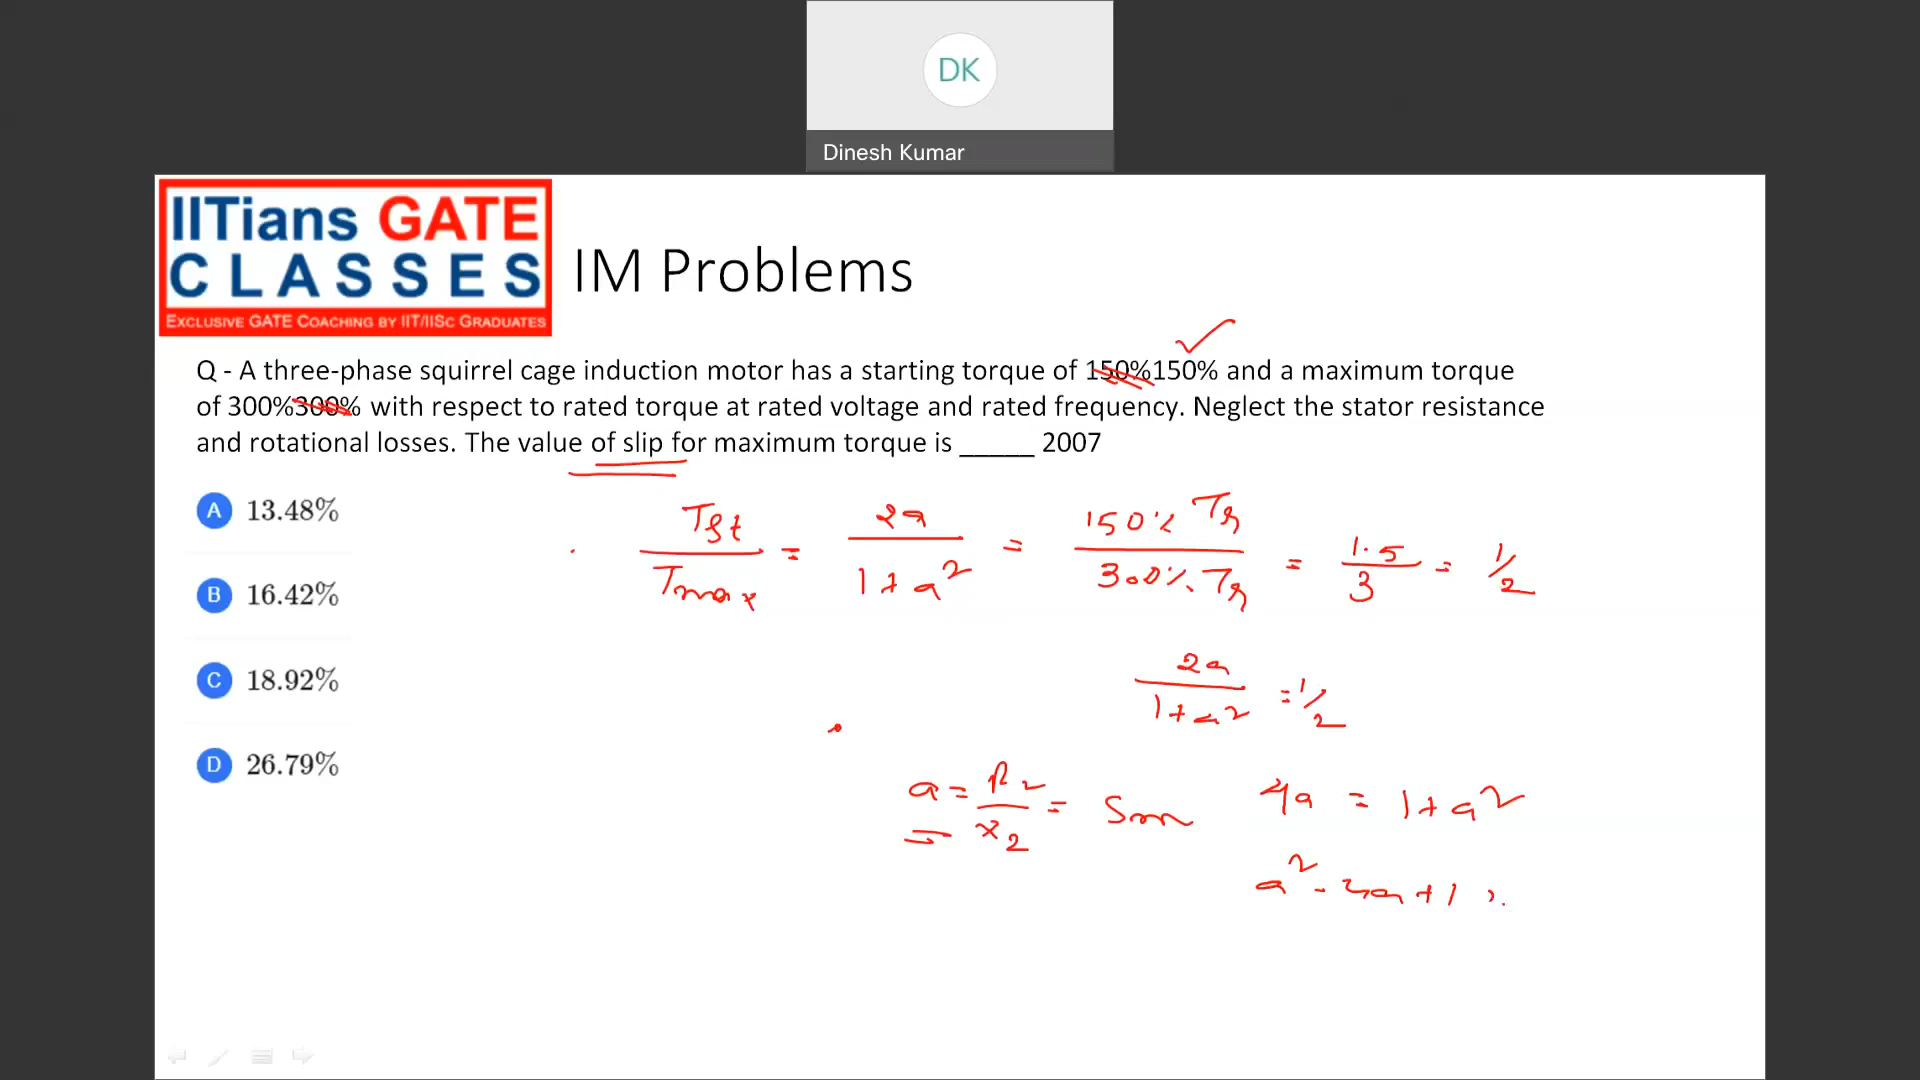 DK
Dinesh Kumar
IITians GATE
CLASSES
EXCLUSIVE GATE COACHING BY IIT/IISC GRADUATES
IM Problems
Q - A three-phase squirrel cage induction motor has a starting torque of 150%150% and a maximum torque
of 300%300% with respect to rated torque at rated voltage and rated frequency. Neglect the stator resistance
and rotational losses. The value of slip for maximum torque is _____ 2007
A 13.48%
B 16.42%
C 18.92%
D 26.79%
Tst/Tmax = 2a/1+a² = 150% Tr/300% Tr = 1.5/3 = 1/2
2a/1+a² = 1/2
a = R2/x2 = Sm
4a = 1+a²
a² - 4a + 1